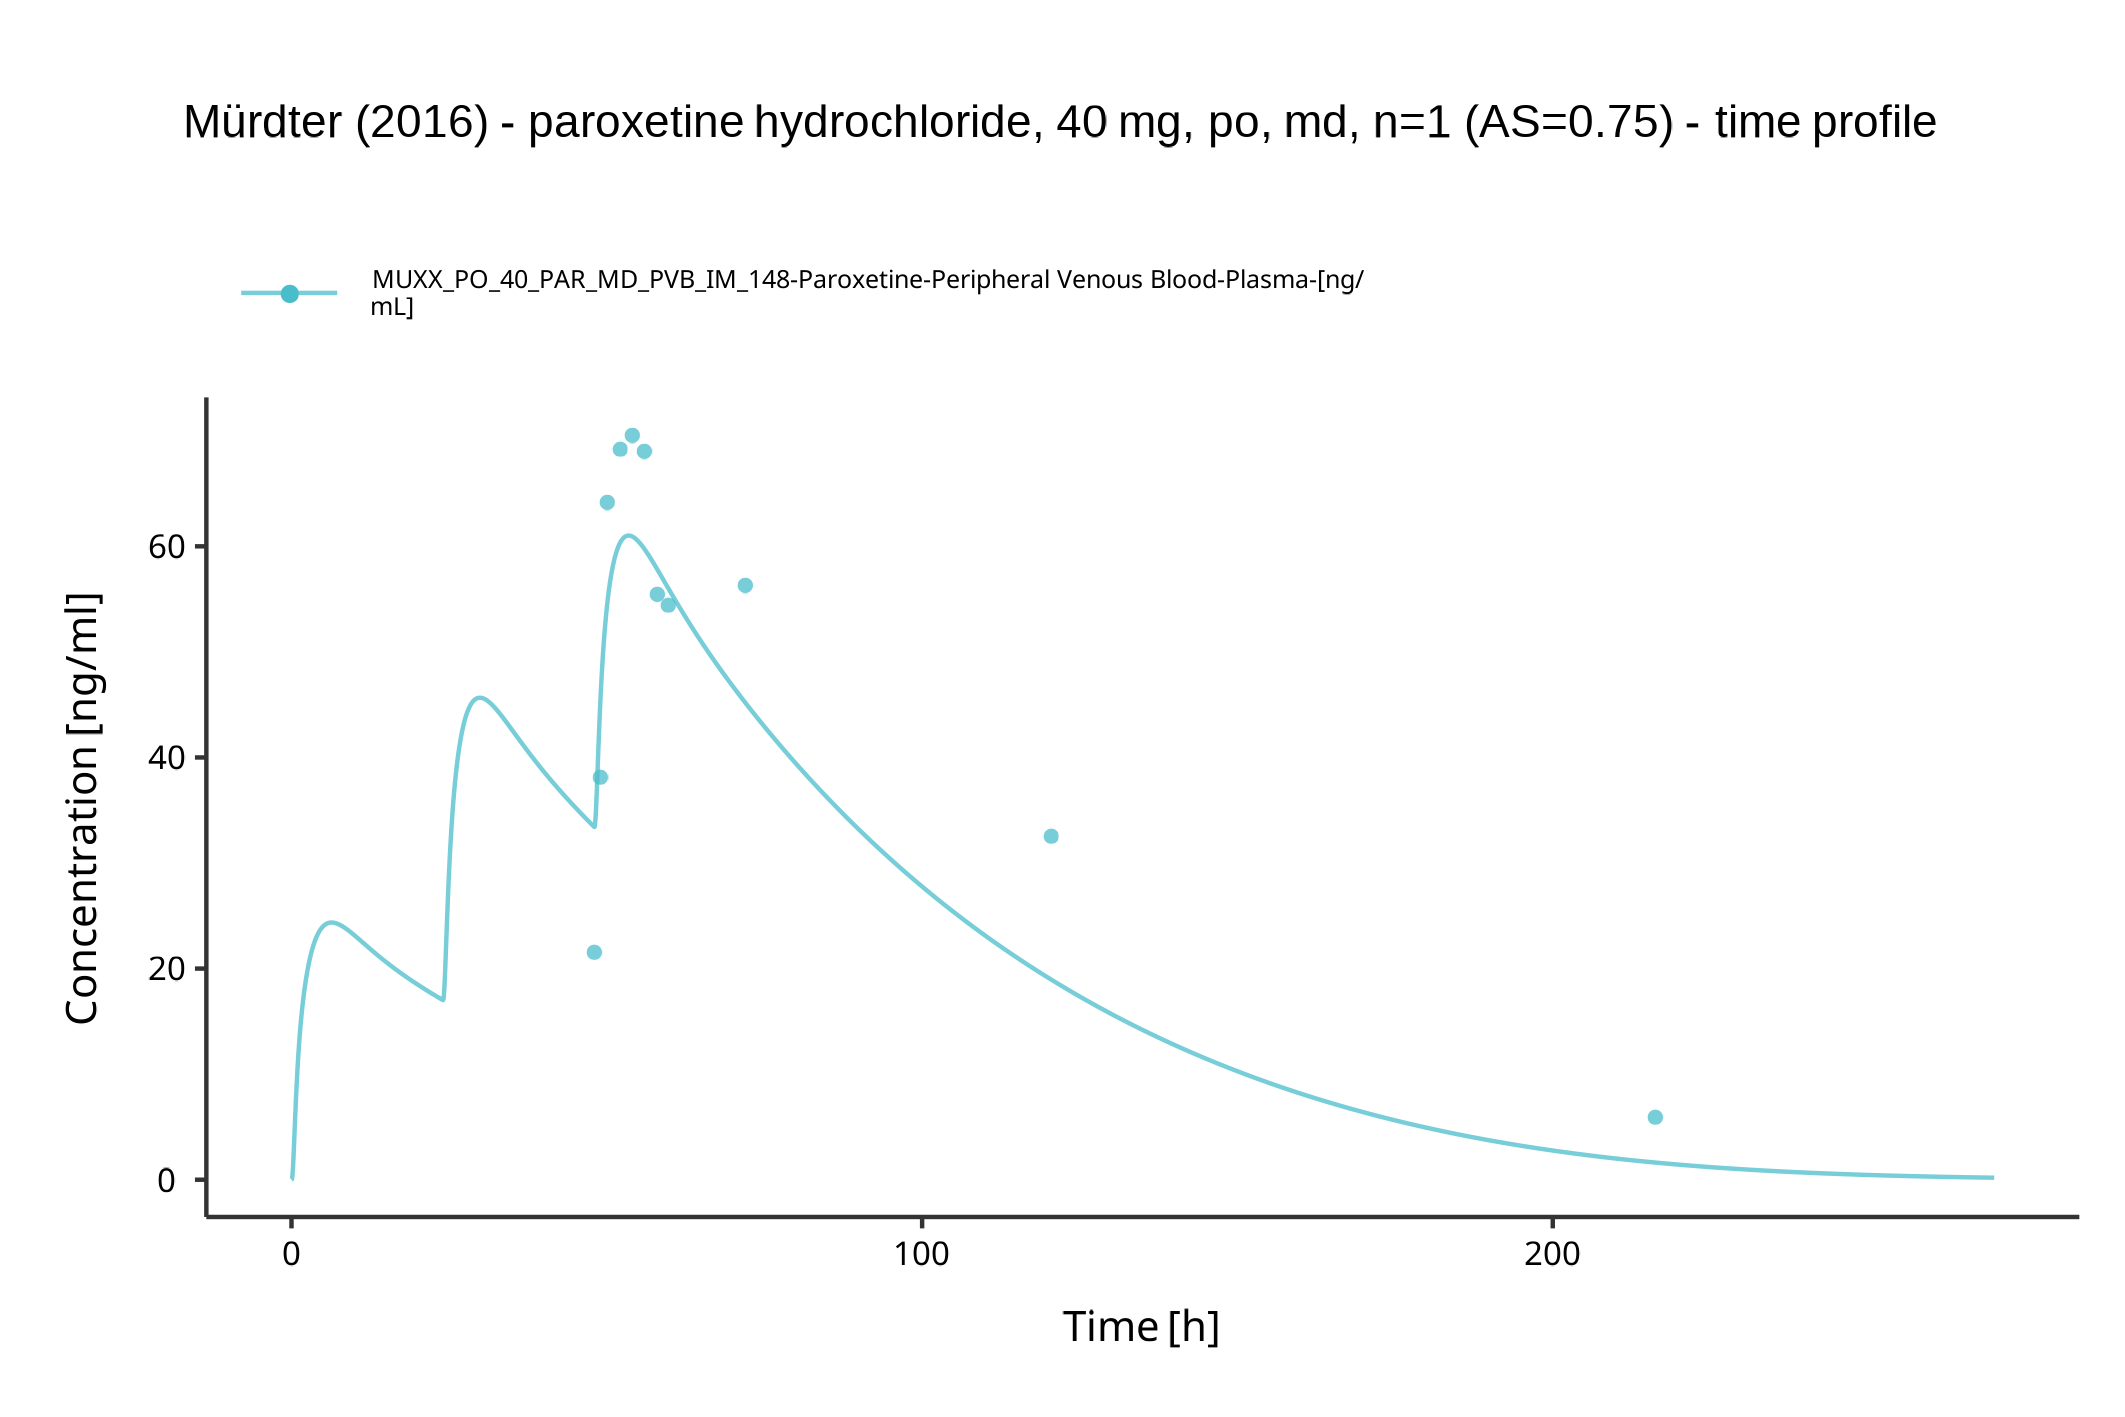 Mürdter (2016) - paroxetine hydrochloride, 40 mg, po, md, n=1 (AS=0.75) - time profile
MUXX_PO_40_PAR_MD_PVB_IM_148-Paroxetine-Peripheral Venous Blood-Plasma-[ng/
mL]
Concentration [ng/ml]
60
40
20
0
0
100
200
Time [h]